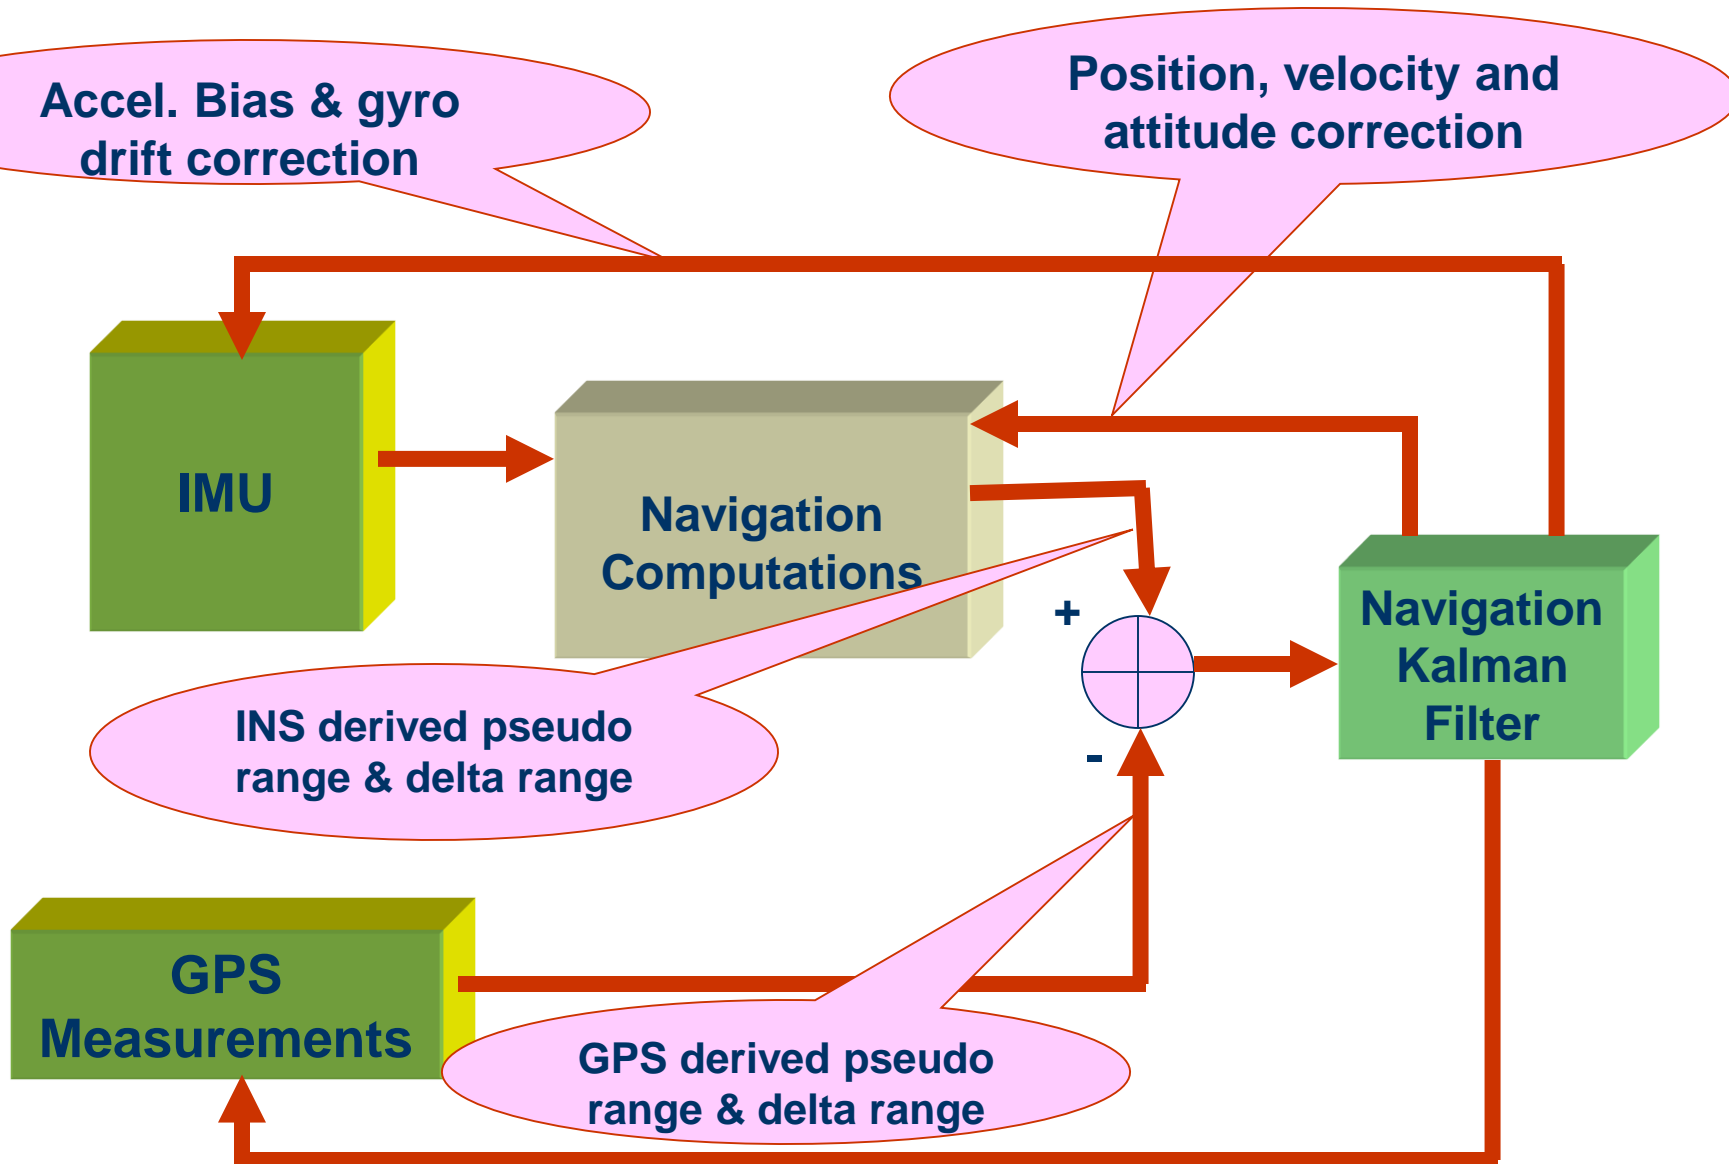 Accel. Bias & gyro
drift correction
Position, velocity and
attitude correction
IMU
Navigation
Computations
+
-
Navigation
Kalman
Filter
INS derived pseudo
range & delta range
GPS
Measurements
GPS derived pseudo
range & delta range